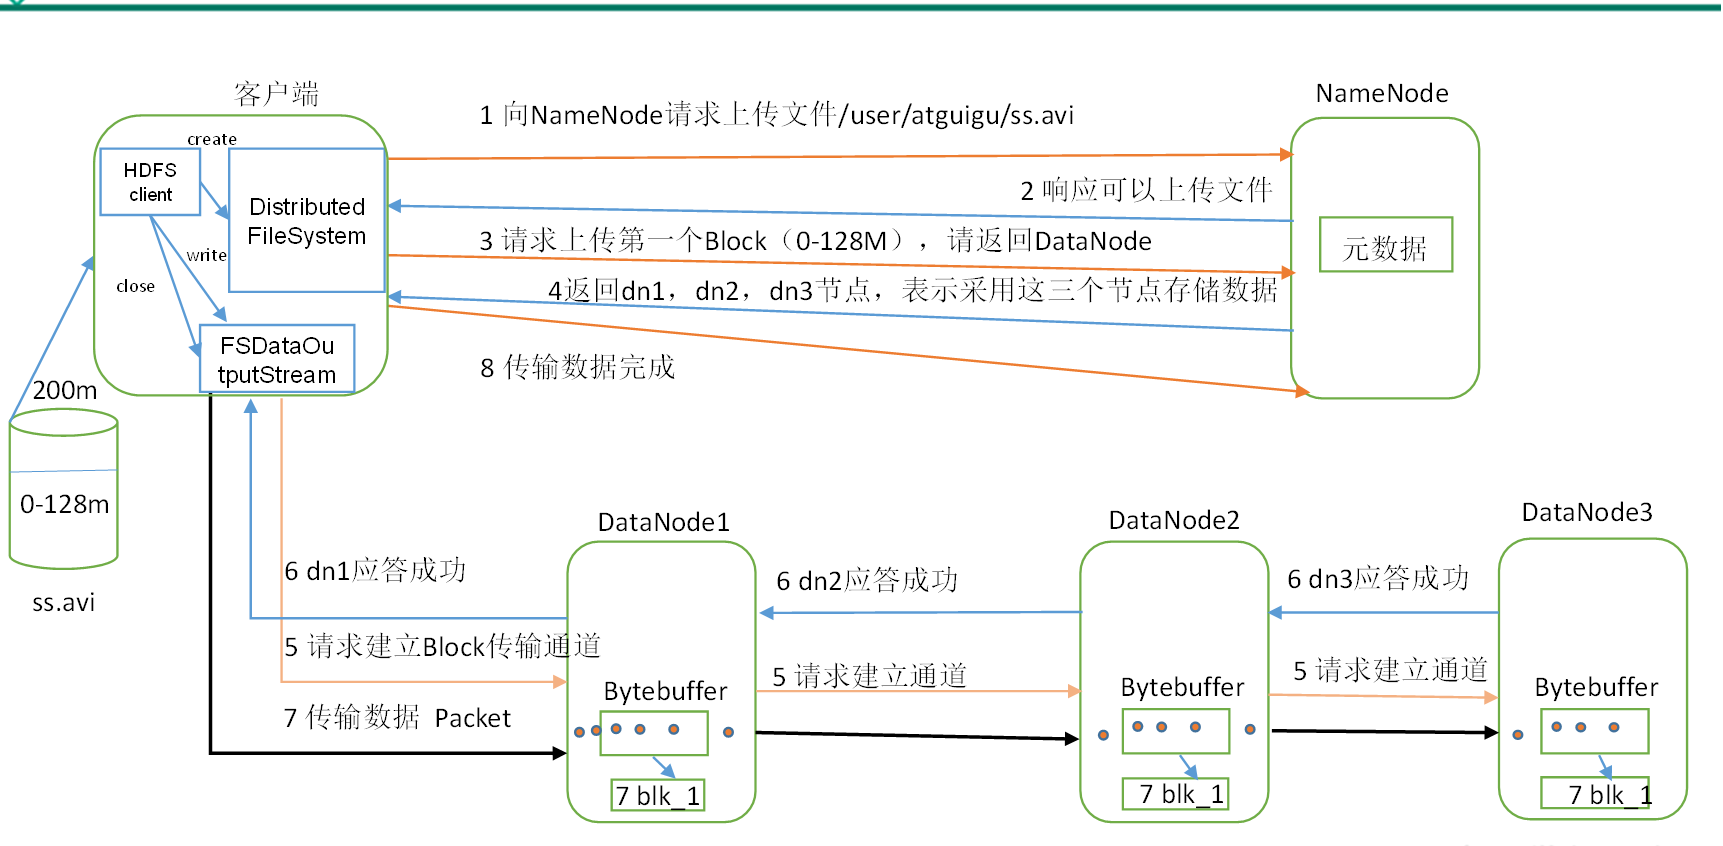 客户端
NameNode
1 向NameNode请求上传文件/user/atguigu/ss.avi
create
HDFS
client
Distributed
FileSystem
2 响应可以上传文件
write
3 请求上传第一个Block（0-128M），请返回DataNode
元数据
close
4返回dn1，dn2，dn3节点，表示采用这三个节点存储数据
FSDataOu
tputStream
8 传输数据完成
200m
0-128m
ss.avi
DataNode1
DataNode2
DataNode3
6 dn1应答成功
6 dn2应答成功
6 dn3应答成功
5 请求建立Block传输通道
5 请求建立通道
5 请求建立通道
Bytebuffer
Bytebuffer
Bytebuffer
7 传输数据 Packet
7 blk_1
7 blk_1
7 blk_1